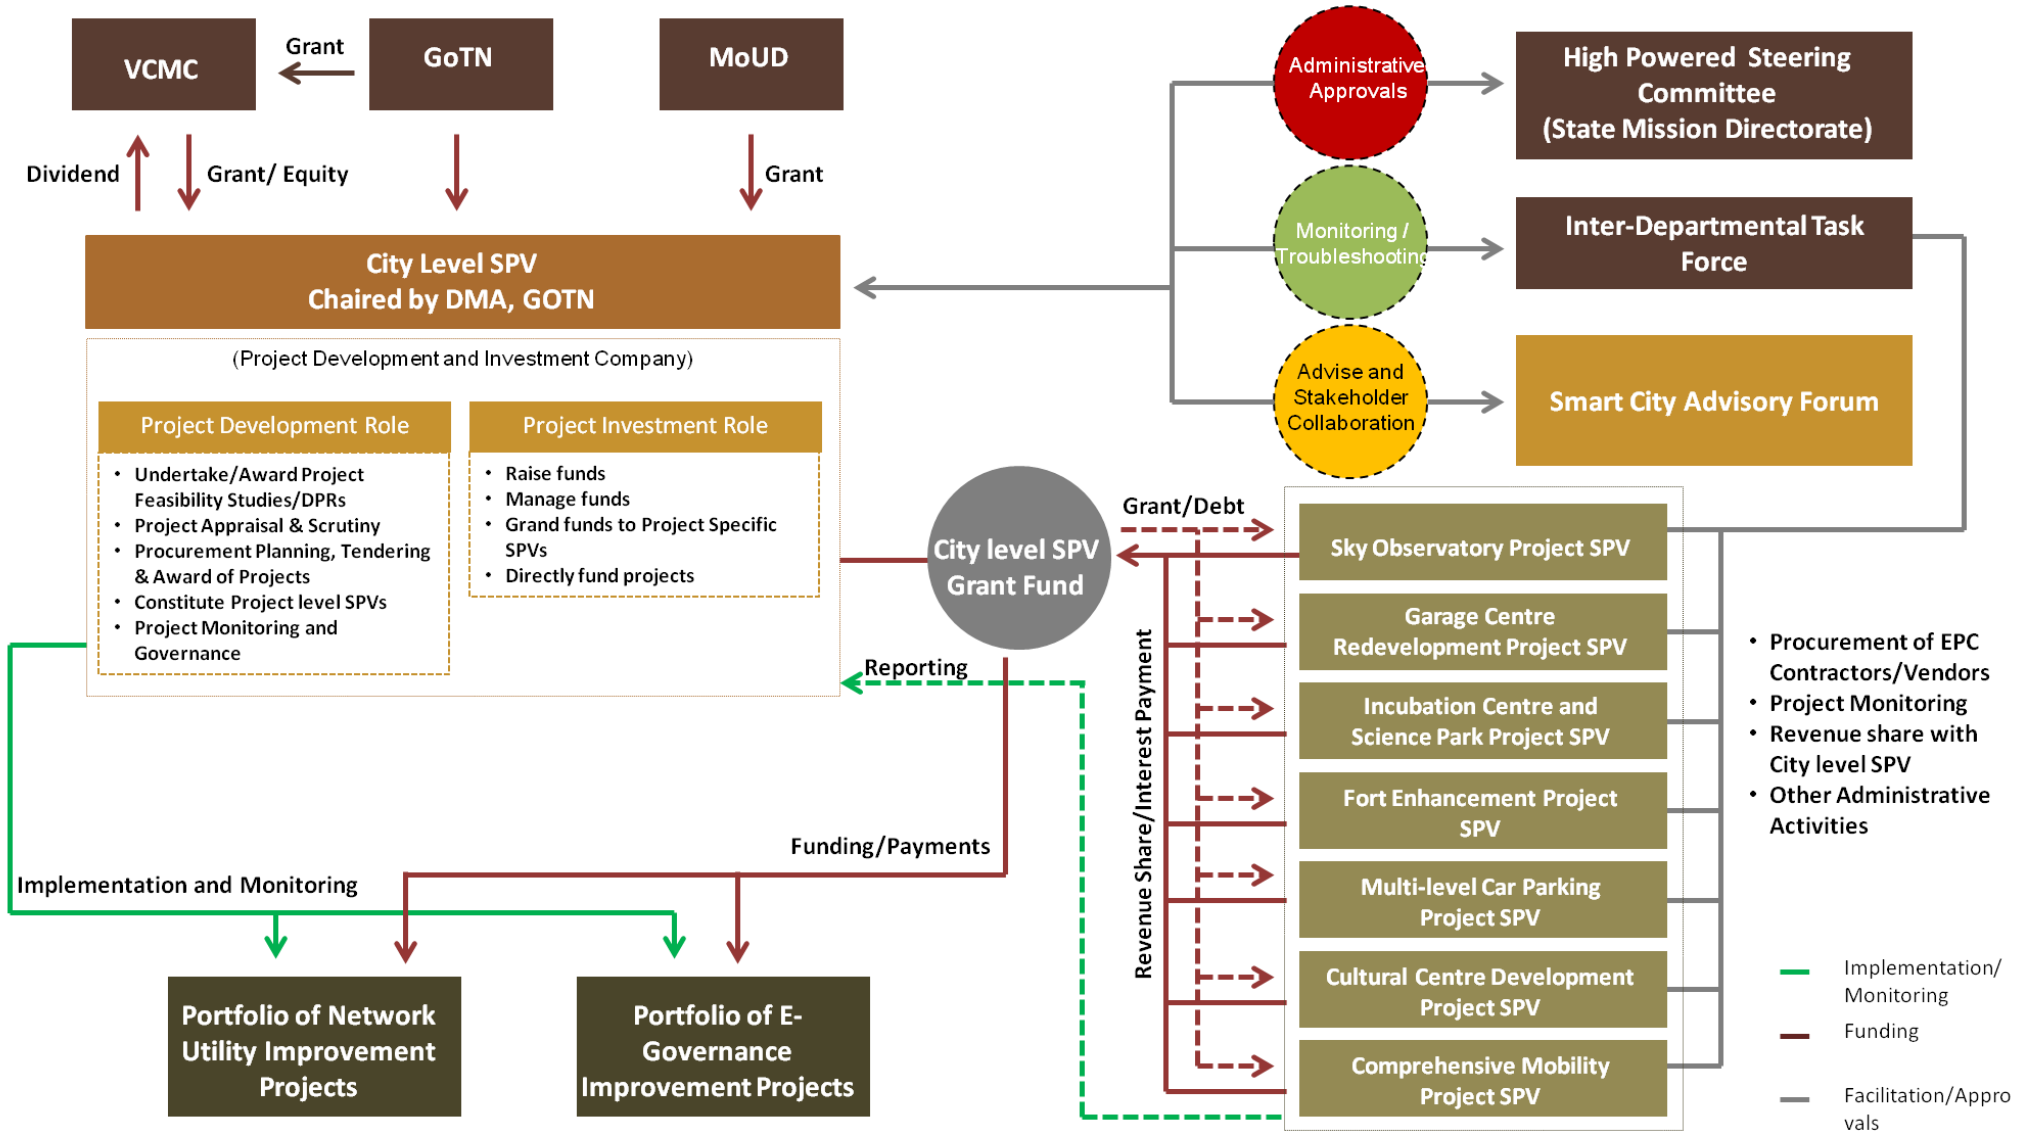 VCMC
Grant
GoTN
MoUD
Dividend
Grant/ Equity
Grant
City Level SPV
Chaired by DMA, GOTN
(Project Development and Investment Company)
Project Development Role
• Undertake/Award Project
Feasibility Studies/DPRs
• Project Appraisal & Scrutiny
• Procurement Planning, Tendering
& Award of Projects
• Constitute Project level SPVs
• Project Monitoring and
Governance
Project Investment Role
• Raise funds
• Manage funds
• Grand funds to Project Specific
SPVs
• Directly fund projects
Administrative
Approvals
High Powered Steering
Committee
(State Mission Directorate)
Monitoring /
Troubleshooting
Inter-Departmental Task
Force
Advise and
Stakeholder
Collaboration
Smart City Advisory Forum
City level SPV
Grant Fund
Grant/Debt
Reporting
Revenue Share/Interest Payment
Sky Observatory Project SPV
Garage Centre
Redevelopment Project SPV
Incubation Centre and
Science Park Project SPV
Fort Enhancement Project
SPV
Multi-level Car Parking
Project SPV
Cultural Centre Development
Project SPV
Comprehensive Mobility
Project SPV
• Procurement of EPC
Contractors/Vendors
• Project Monitoring
• Revenue share with
City level SPV
• Other Administrative
Activities
Funding/Payments
Implementation and Monitoring
Portfolio of Network
Utility Improvement
Projects
Portfolio of E-
Governance
Improvement Projects
Implementation/
Monitoring
Funding
Facilitation/Appro
vals